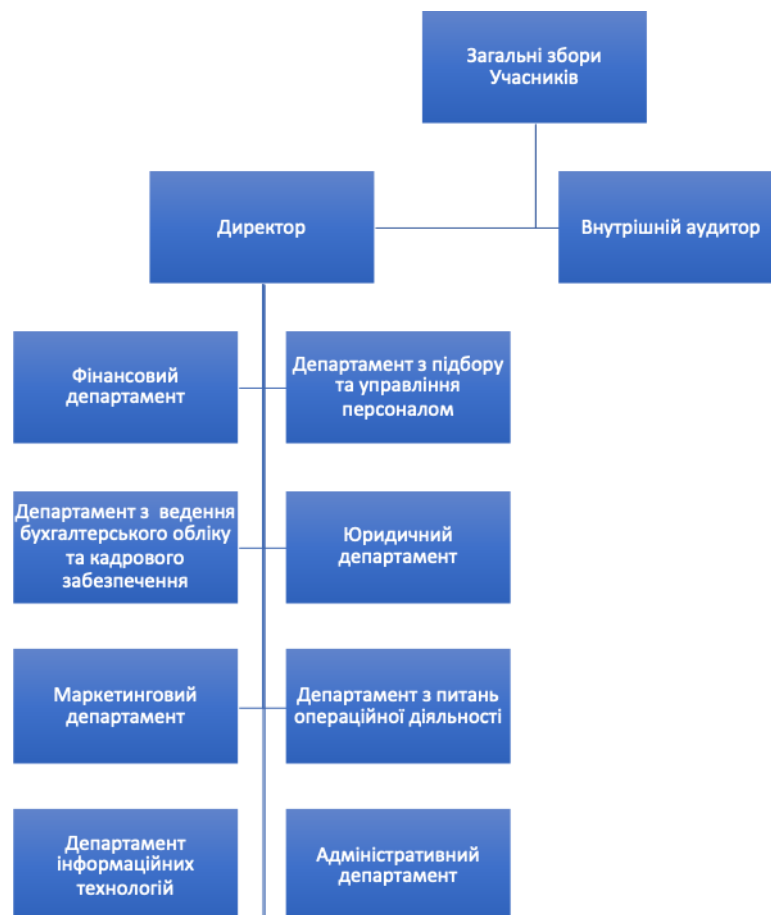 Загальні збори
Учасників
Директор
Внутрішній аудитор
Фінансовий
департамент
Департамент з підбору
та управління
персоналом
Департамент з  ведення
бухгалтерського обліку
та кадрового
забезпечення
Юридичний
департамент
Маркетинговий
департамент
Департамент з питань
операційної діяльності
Департамент
інформаційних
технологій
Адміністративний
департамент